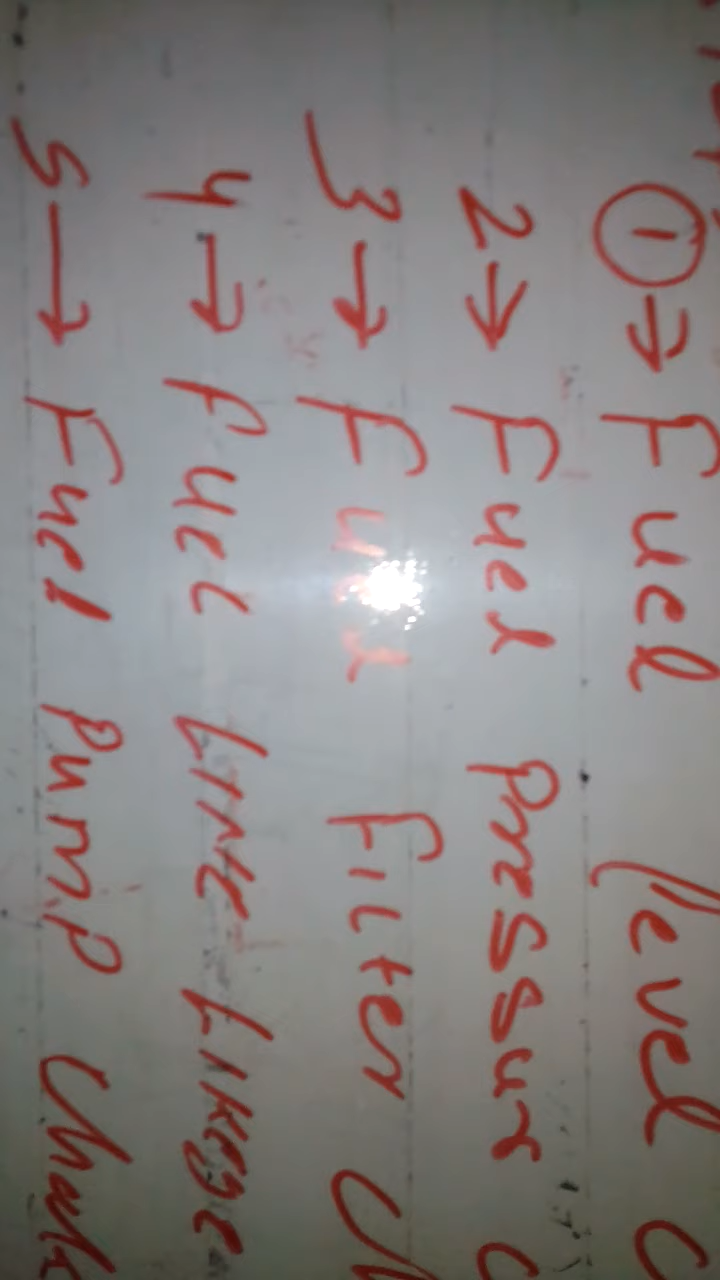 ① → Fuel level C
2 → Fuel Pressur C
3 → Fuel Filter
4 → Fuel Line Likege
5 → Fuel Pump